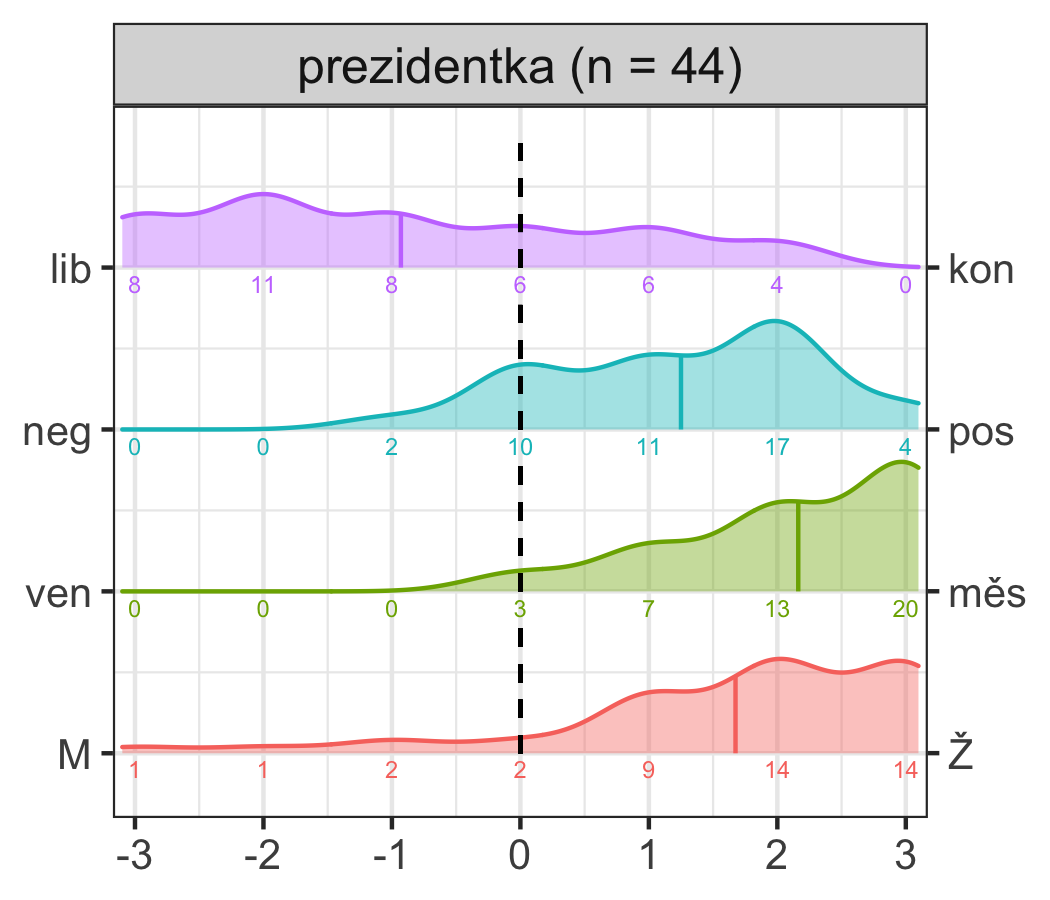 prezidentka (n = 44)
lib kon
8 11 8 6 6 4 0
neg pos
0 0 2 10 11 17 4
ven měs
0 0 0 3 7 13 20
M Ž
1 1 2 2 9 14 14
-3 -2 -1 0 1 2 3